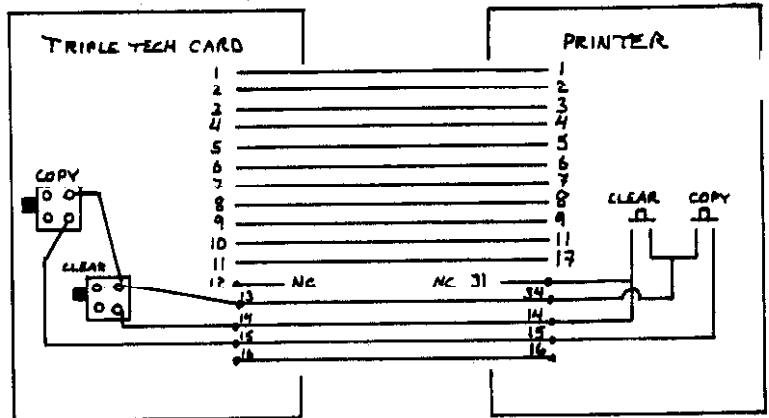 TRIPLE TECH CARD
PRINTER
1 1
2 2
3 3
4 4
5 5
6 6
7 7
8 8
9 9
10 11
11 17
12 NC NC 31
13 34
14 14
15 15
16 16
COPY
CLEAR
CLEAR COPY